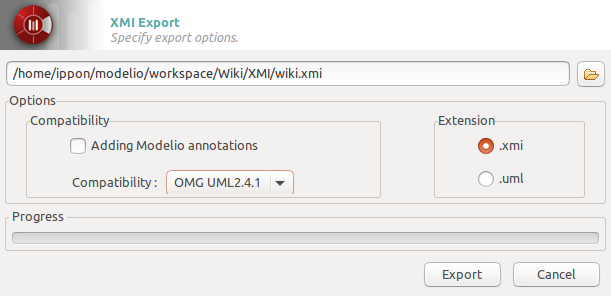 XMI Export
Specify export options.
/home/ippon/modelio/workspace/Wiki/XMI/wiki.xmi
Options
Compatibility
Adding Modelio annotations
Compatibility : OMG UML2.4.1
Extension
.xmi
.uml
Progress
Export Cancel